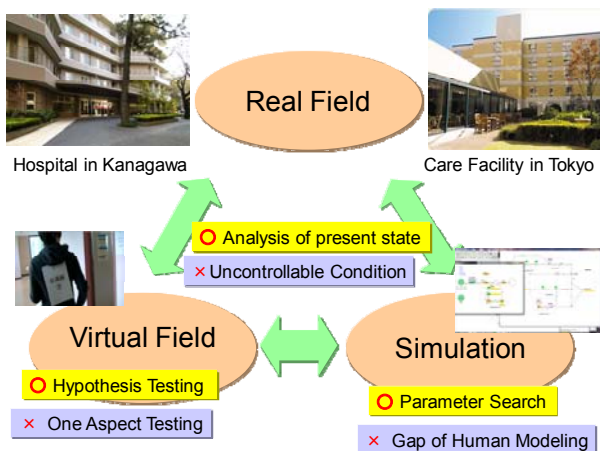 Real Field
Hospital in Kanagawa
Care Facility in Tokyo
○ Analysis of present state
× Uncontrollable Condition
Virtual Field
Simulation
○ Hypothesis Testing
× One Aspect Testing
○ Parameter Search
× Gap of Human Modeling